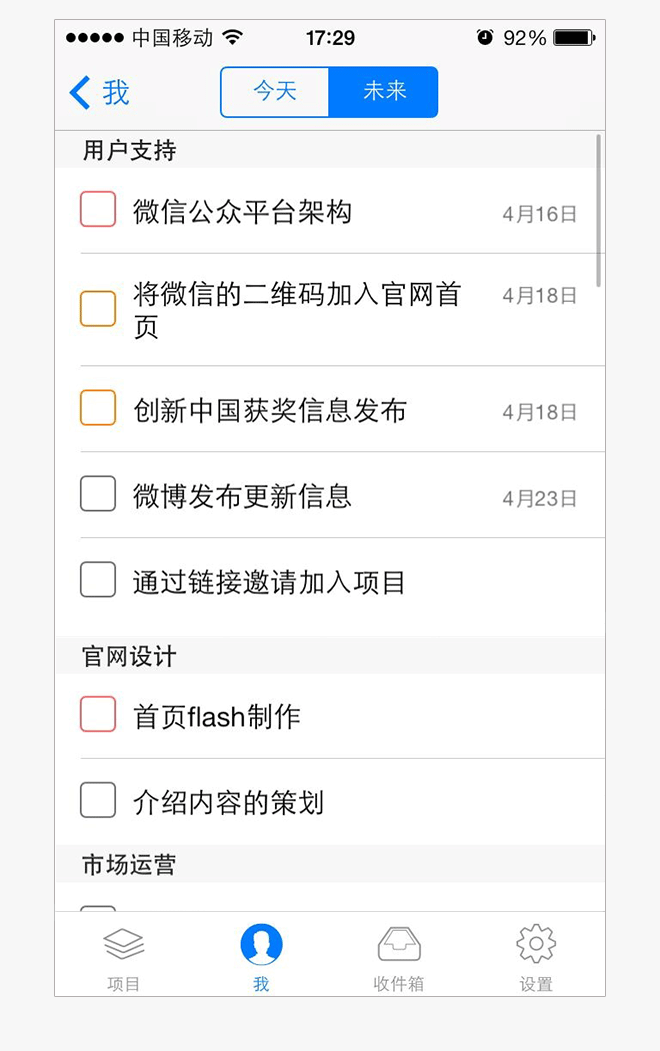 中国移动 17:29 92%
我 今天 未来
用户支持
微信公众平台架构 4月16日
将微信的二维码加入官网首 4月18日
页
创新中国获奖信息发布 4月18日
微博发布更新信息 4月23日
通过链接邀请加入项目
官网设计
首页flash制作
介绍内容的策划
市场运营
项目 我 收件箱 设置